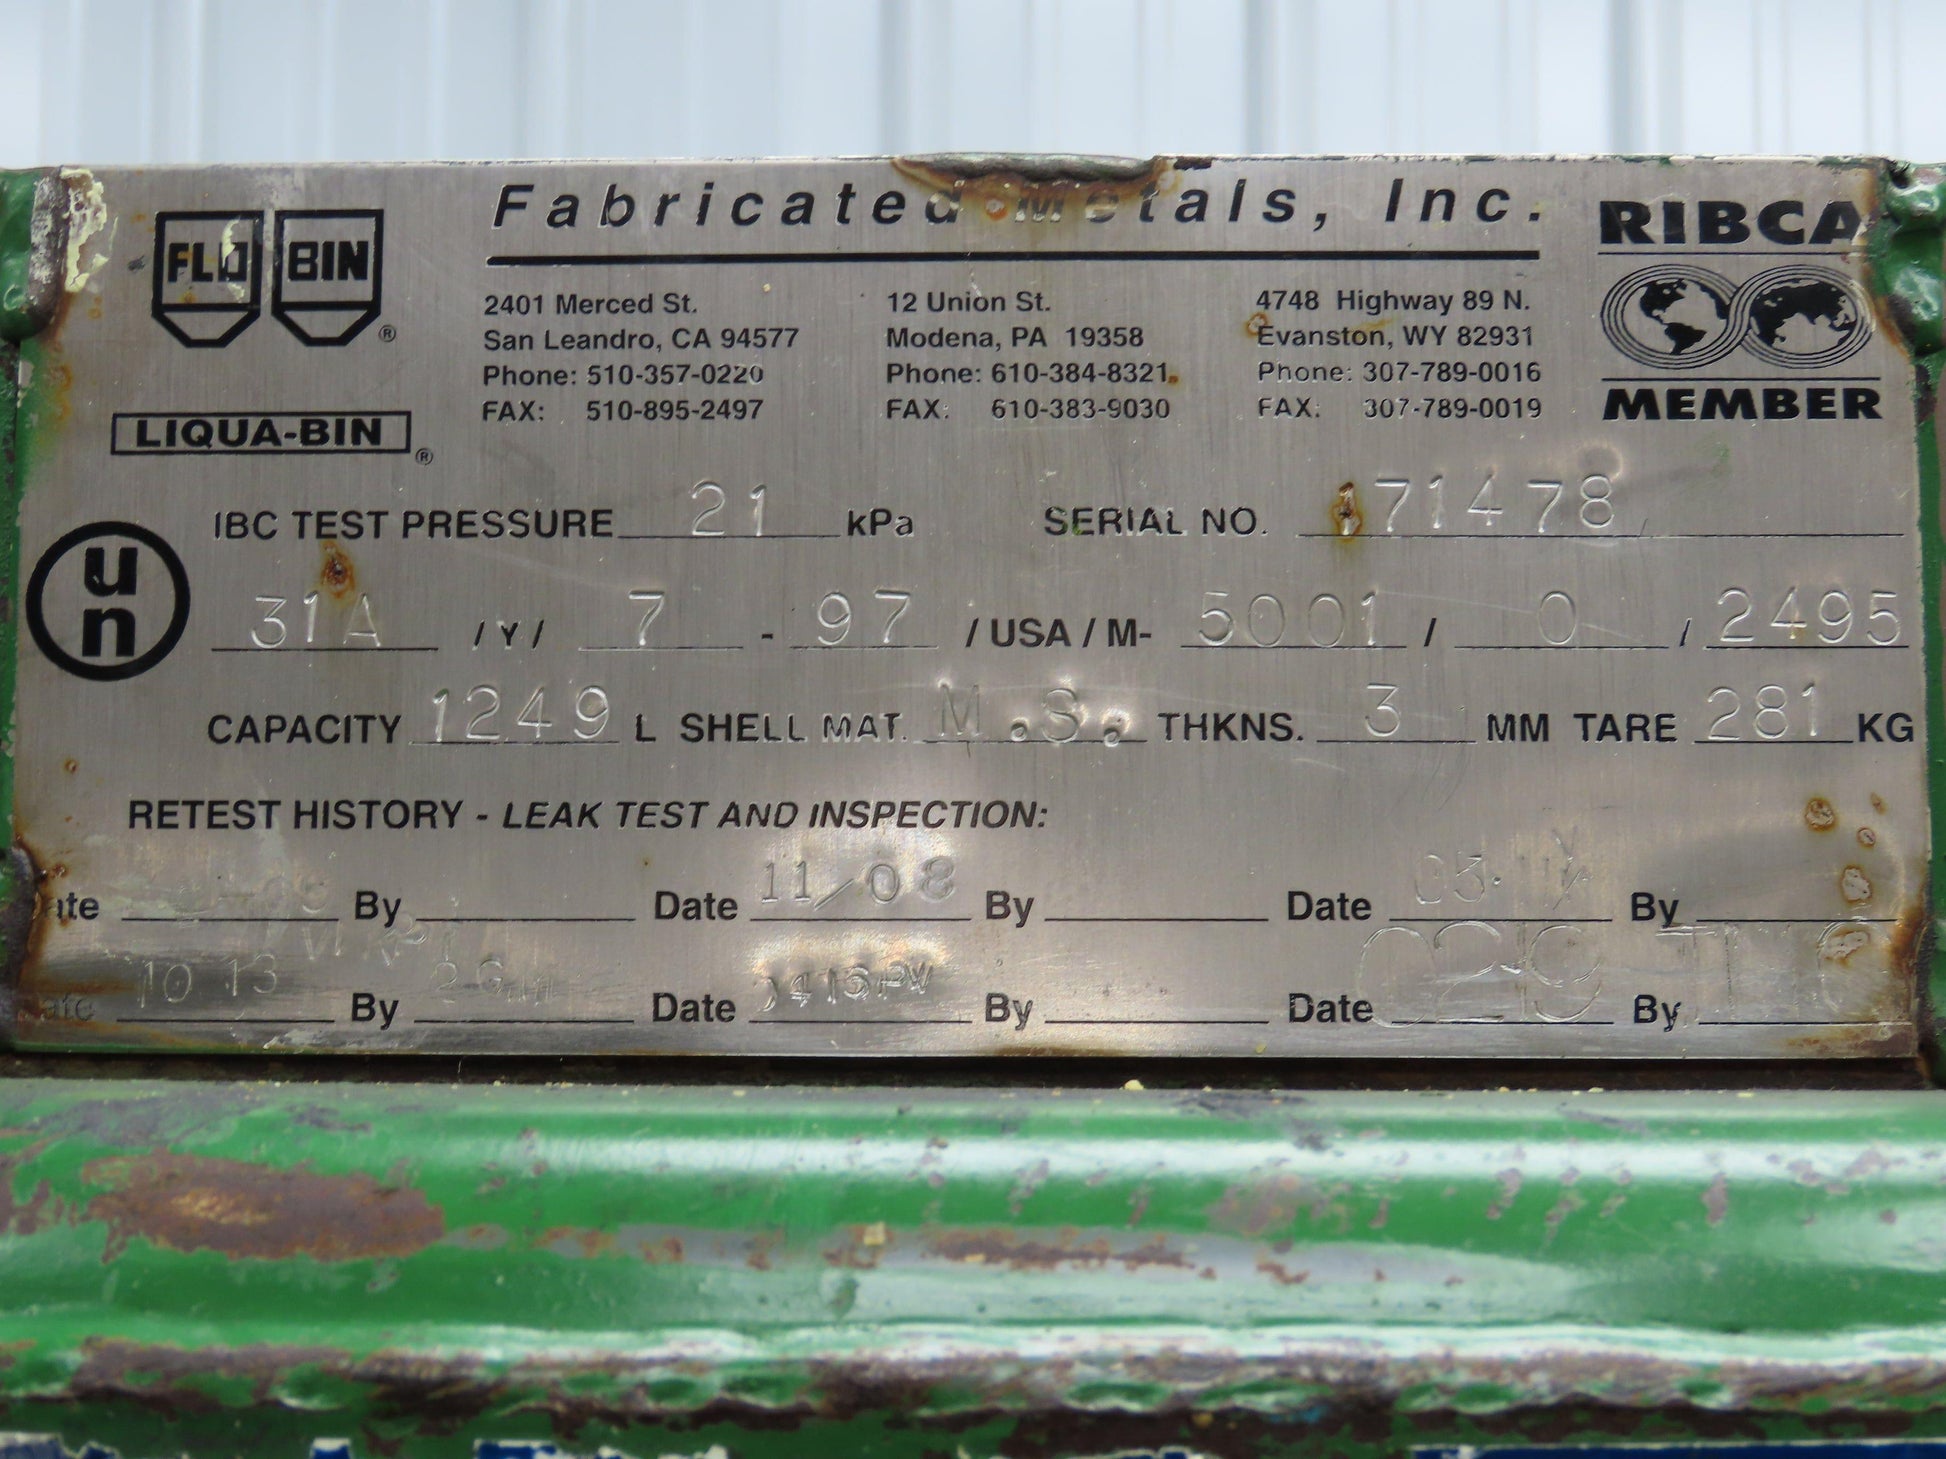 FLO BIN ®
LIQUA-BIN ®
Fabricated Metals, Inc.
2401 Merced St.
San Leandro, CA 94577
Phone: 510-357-0220
FAX: 510-895-2497
12 Union St.
Modena, PA 19358
Phone: 610-384-8321
FAX: 610-383-9030
4748 Highway 89 N.
Evanston, WY 82931
Phone: 307-789-0016
FAX: 307-789-0019
RIBCA
MEMBER
un
IBC TEST PRESSURE 21 kPa SERIAL NO. 171478
31A / Y / 7 - 97 / USA / M- 5001 / 0 / 2495
CAPACITY 1249 L SHELL MAT. M.S. THKNS. 3 MM TARE 281 KG
RETEST HISTORY - LEAK TEST AND INSPECTION:
Date By Date 11/08 By Date By
Date 10 13 By Date By Date By